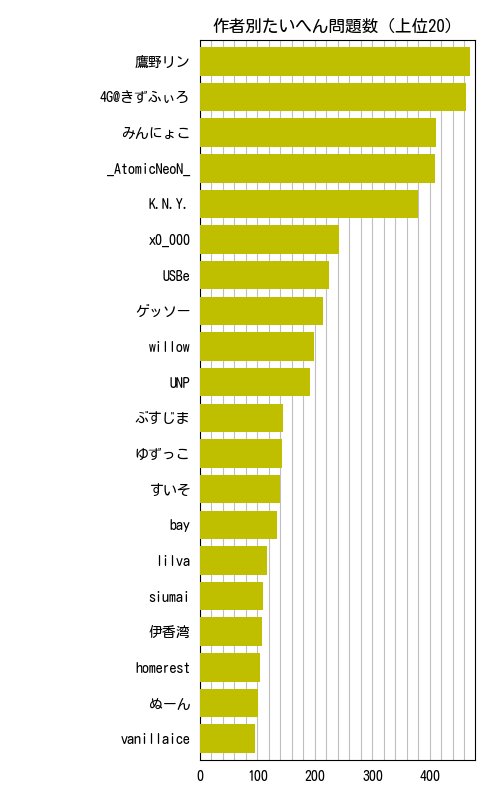 作者別たいへん問題数 (上位20)
鷹野リン
4G@きずふぃろ
みんにょこ
_AtomicNeoN_
K.N.Y.
x0_000
USBe
ゲッソー
willow
UNP
ぶすじま
ゆずっこ
すいそ
bay
lilva
siumai
伊香湾
homerest
ぬーん
vanillaice
0 100 200 300 400